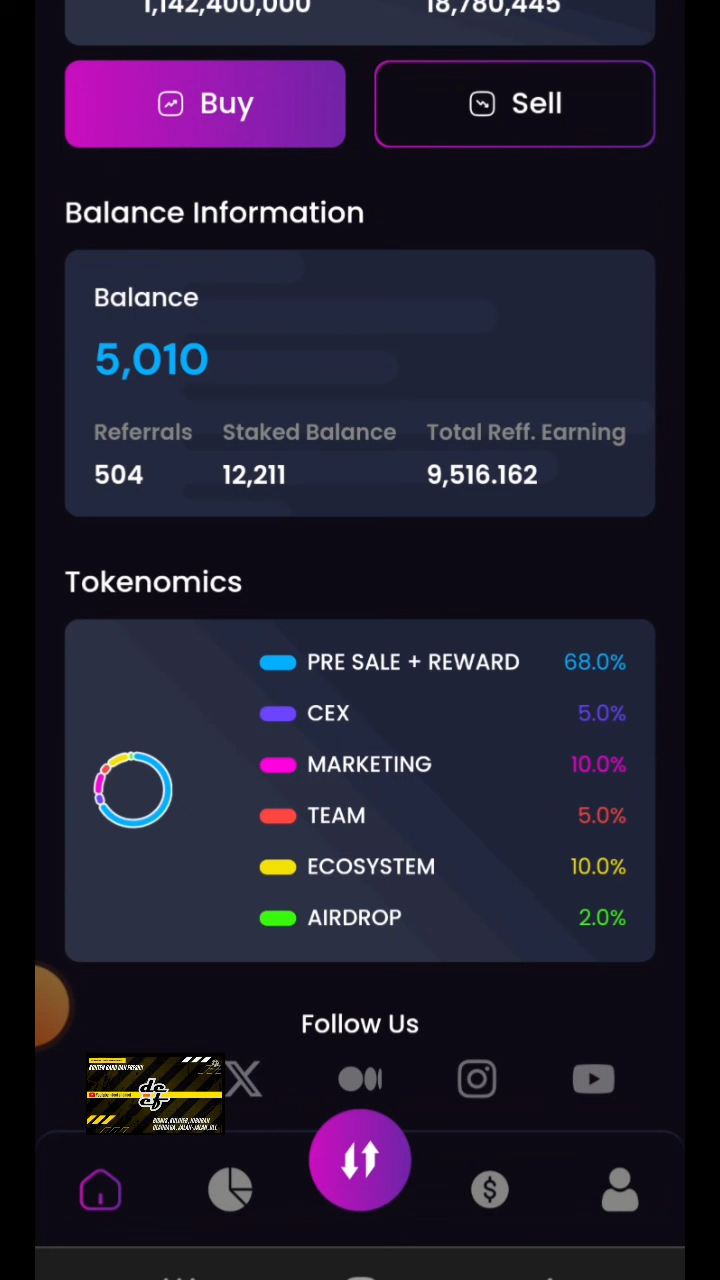 1,142,400,000 18,780,445
Buy Sell
Balance Information
Balance
5,010
Referrals Staked Balance Total Reff. Earning
504 12,211 9,516.162
Tokenomics
PRE SALE + REWARD 68.0%
CEX 5.0%
MARKETING 10.0%
TEAM 5.0%
ECOSYSTEM 10.0%
AIRDROP 2.0%
Follow Us